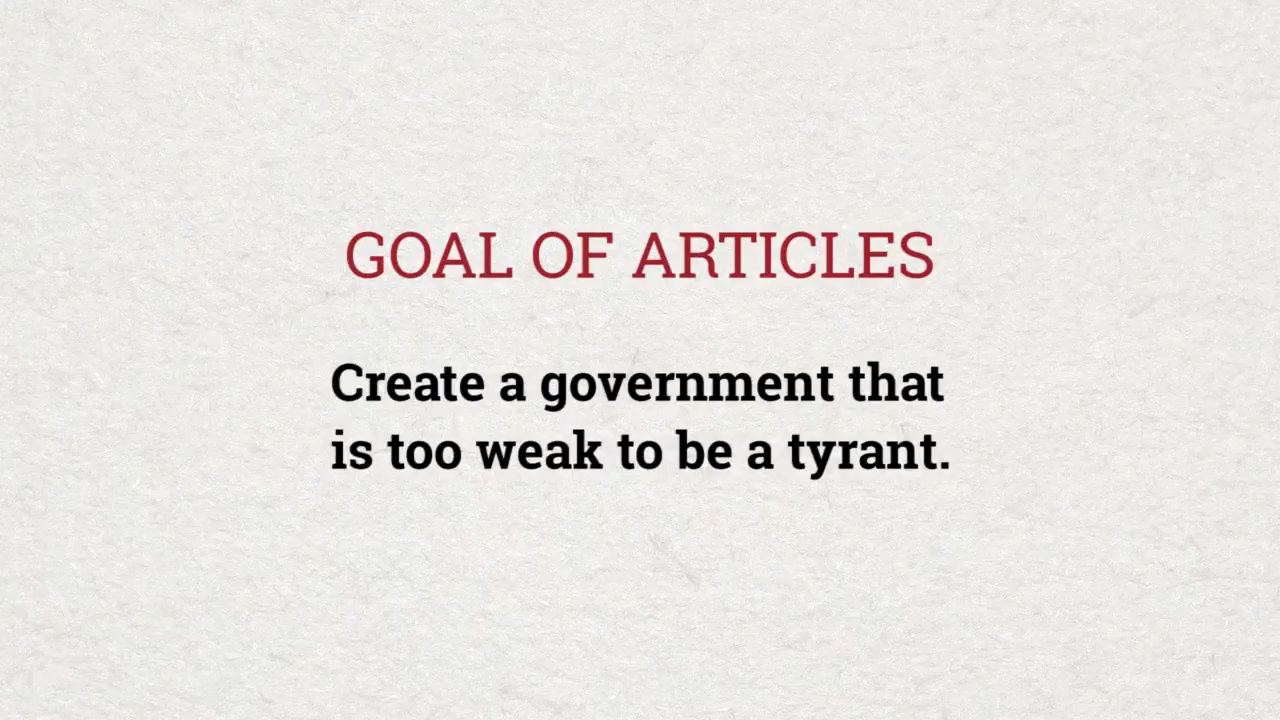 GOAL OF ARTICLES
Create a government that
is too weak to be a tyrant.